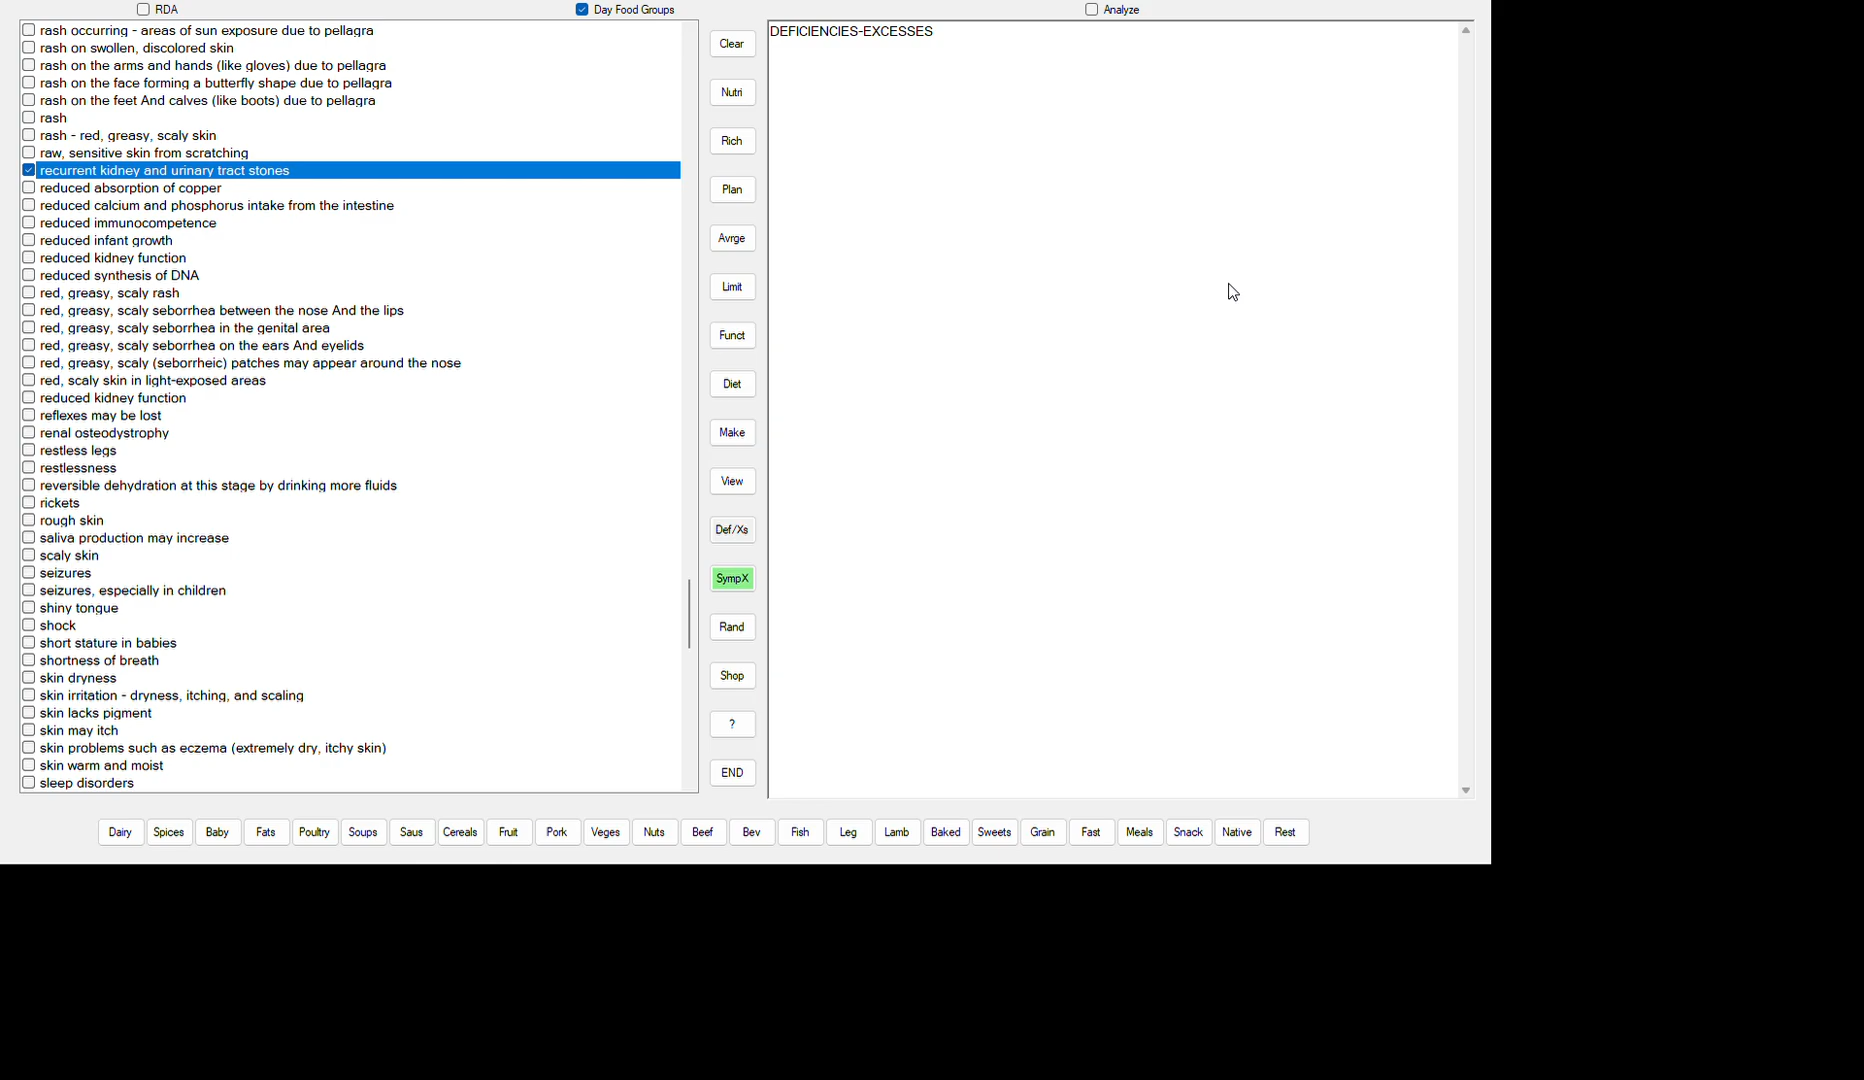 RDA
Day Food Groups
Analyze
rash occurring - areas of sun exposure due to pellagra
rash on swollen, discolored skin
rash on the arms and hands (like gloves) due to pellagra
rash on the face forming a butterfly shape due to pellagra
rash on the feet And calves (like boots) due to pellagra
rash
rash - red, greasy, scaly skin
raw, sensitive skin from scratching
recurrent kidney and urinary tract stones
reduced absorption of copper
reduced calcium and phosphorus intake from the intestine
reduced immunocompetence
reduced infant growth
reduced kidney function
reduced synthesis of DNA
red, greasy, scaly rash
red, greasy, scaly seborrhea between the nose And the lips
red, greasy, scaly seborrhea in the genital area
red, greasy, scaly seborrhea on the ears And eyelids
red, greasy, scaly (seborrheic) patches may appear around the nose
red, scaly skin in light-exposed areas
reduced kidney function
reflexes may be lost
renal osteodystrophy
restless legs
restlessness
reversible dehydration at this stage by drinking more fluids
rickets
rough skin
saliva production may increase
scaly skin
seizures
seizures, especially in children
shiny tongue
shock
short stature in babies
shortness of breath
skin dryness
skin irritation - dryness, itching, and scaling
skin lacks pigment
skin may itch
skin problems such as eczema (extremely dry, itchy skin)
skin warm and moist
sleep disorders
Clear
Nutri
Rich
Plan
Avrge
Limit
Funct
Diet
Make
View
Def/Xs
SympX
Rand
Shop
?
END
DEFICIENCIES-EXCESSES
Dairy Spices Baby Fats Poultry Soups Saus Cereals Fruit Pork Veges Nuts Beef Bev Fish Leg Lamb Baked Sweets Grain Fast Meals Snack Native Rest